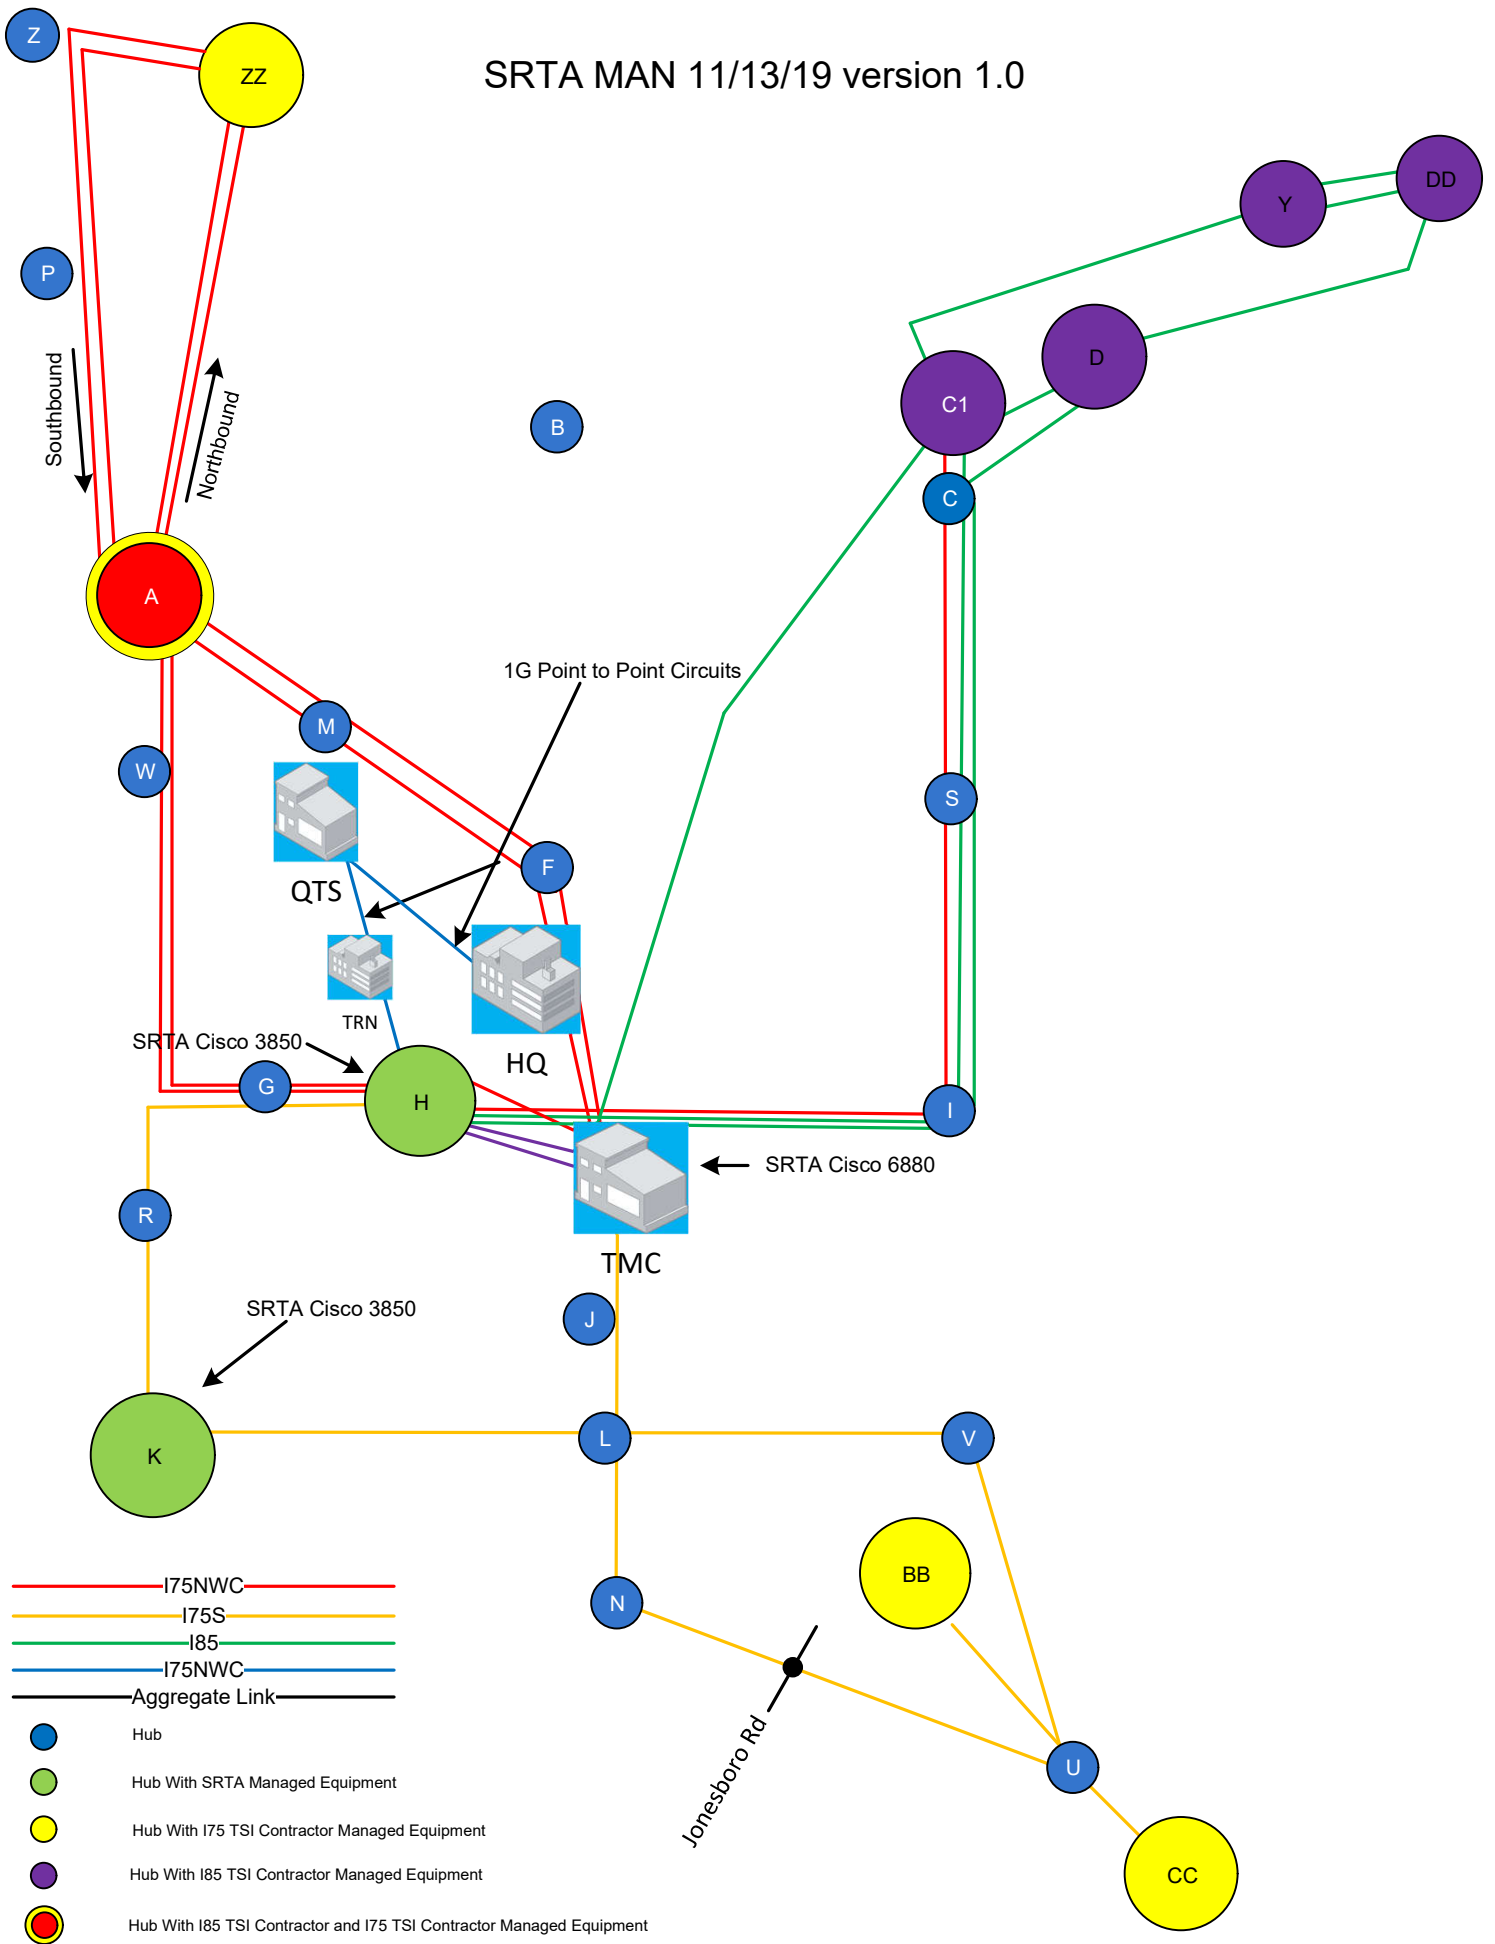 SRTA MAN 11/13/19 version 1.0
Z
ZZ
DD
Y
P
Southbound
Northbound
D
C1
B
C
A
1G Point to Point Circuits
M
W
S
F
QTS
TRN
SRTA Cisco 3850
HQ
G
H
I
SRTA Cisco 6880
R
TMC
SRTA Cisco 3850
J
L
V
K
BB
N
Jonesboro Rd
U
CC
I75NWC
I75S
I85
I75NWC
Aggregate Link
Hub
Hub With SRTA Managed Equipment
Hub With I75 TSI Contractor Managed Equipment
Hub With I85 TSI Contractor Managed Equipment
Hub With I85 TSI Contractor and I75 TSI Contractor Managed Equipment